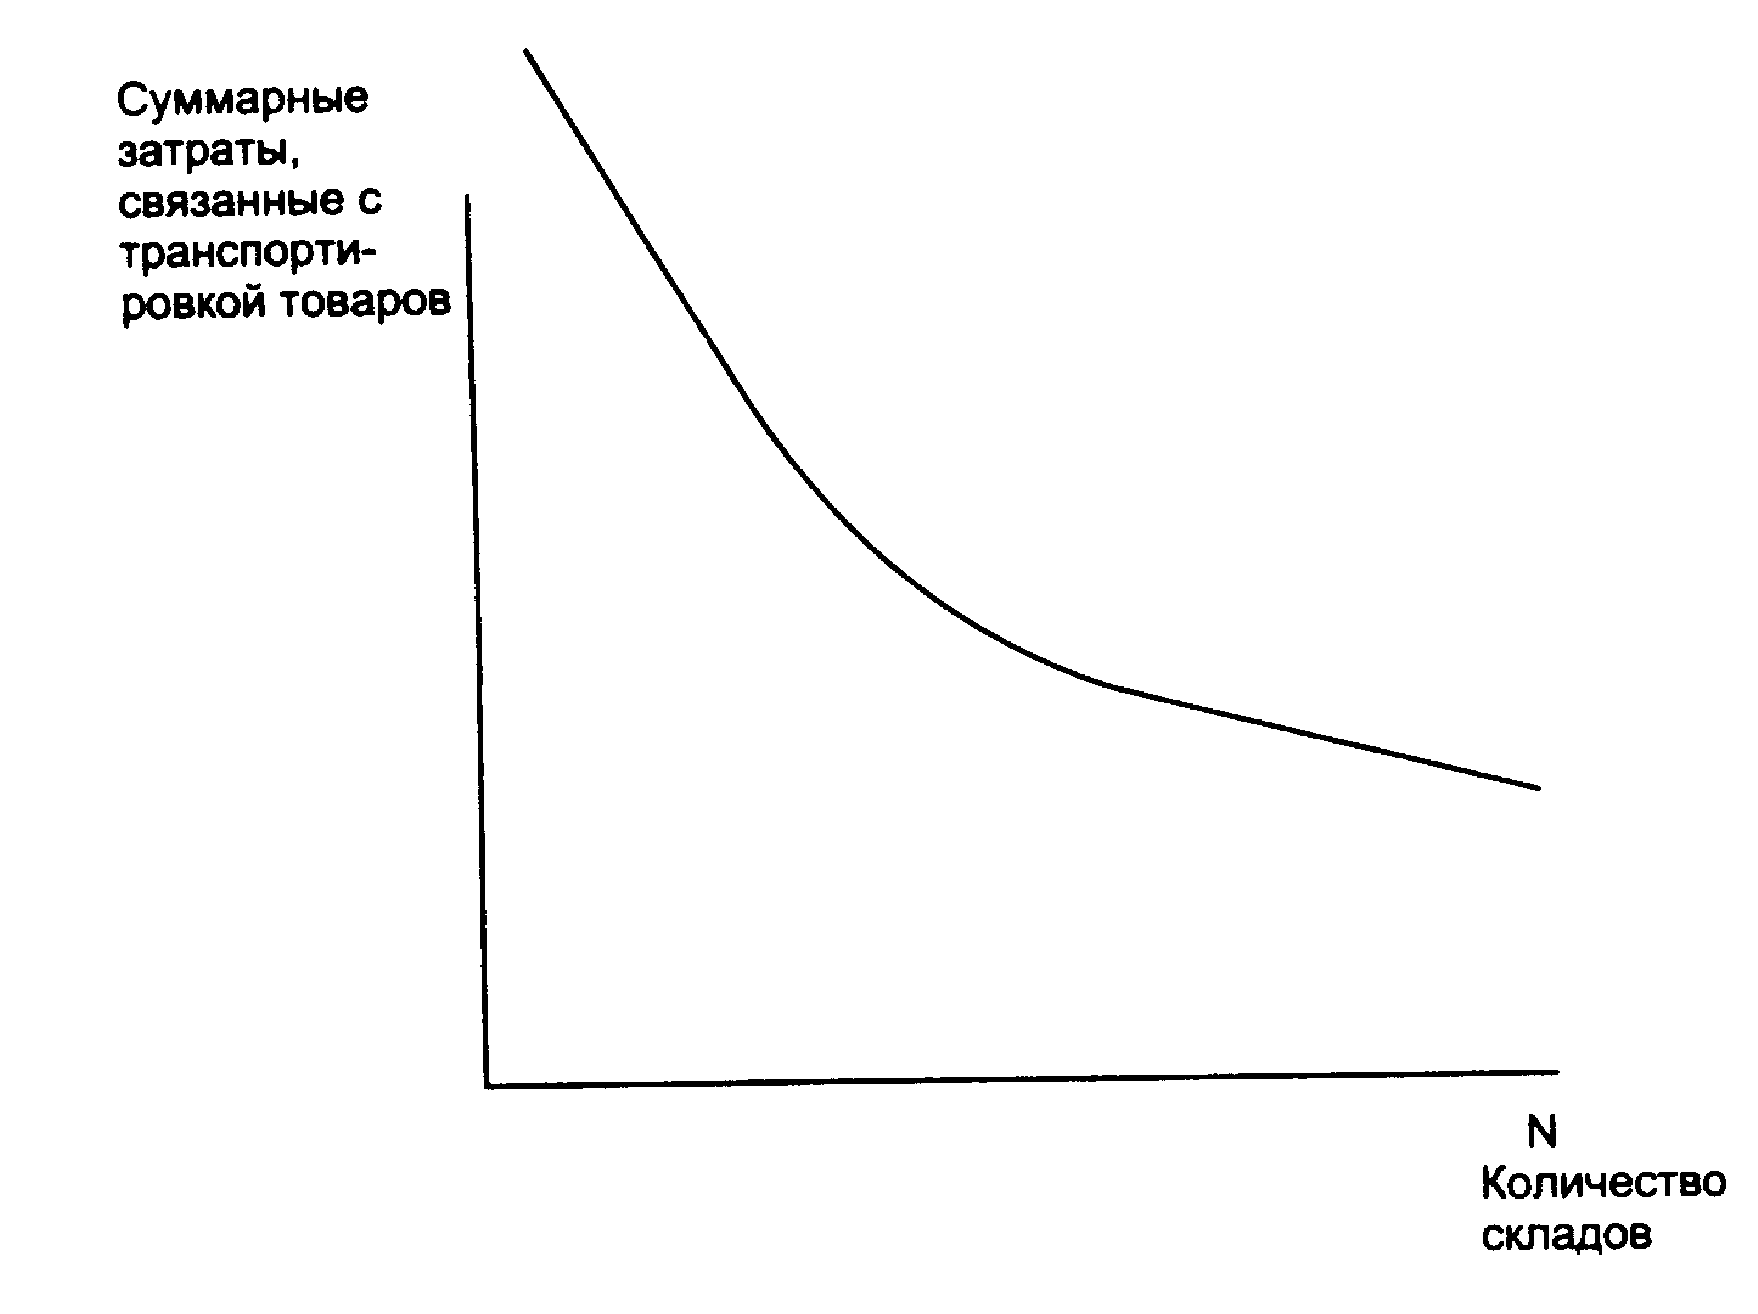 Суммарные
затраты,
связанные с
транспорти-
ровкой товаров
N
Количество
складов